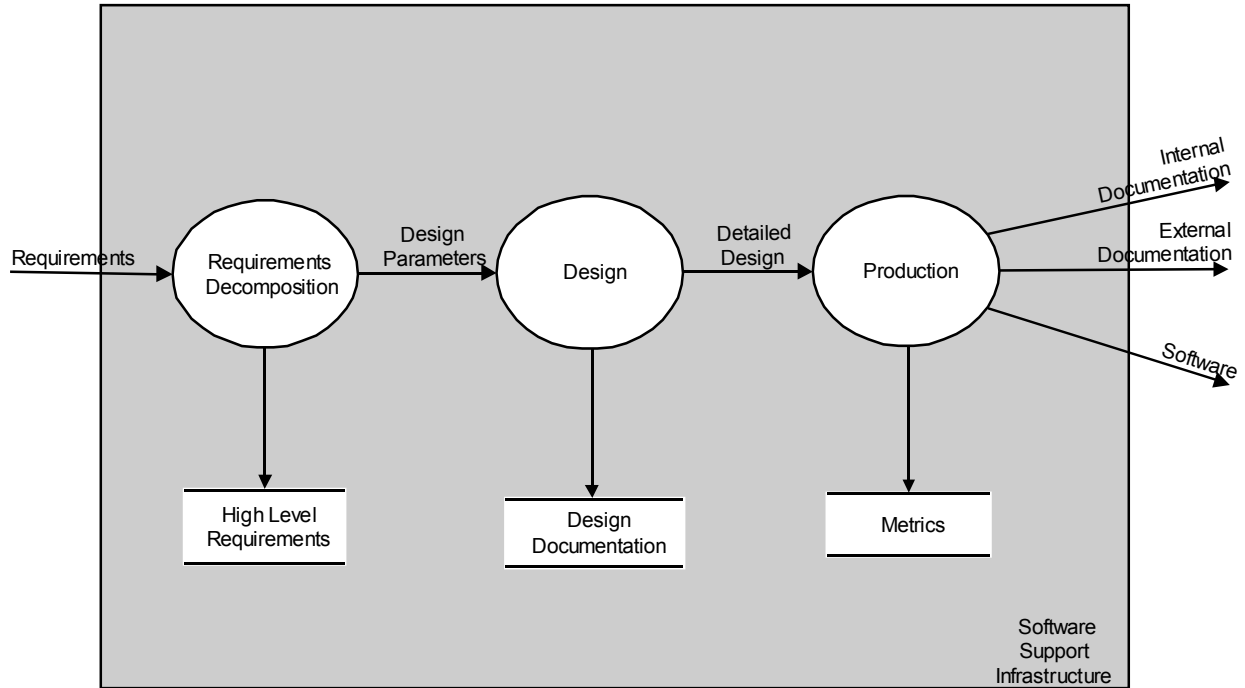 Internal
Documentation
External
Documentation
Requirements
Requirements
Decomposition
Design
Parameters
Design
Detailed
Design
Production
Software
High Level
Requirements
Design
Documentation
Metrics
Software
Support
Infrastructure